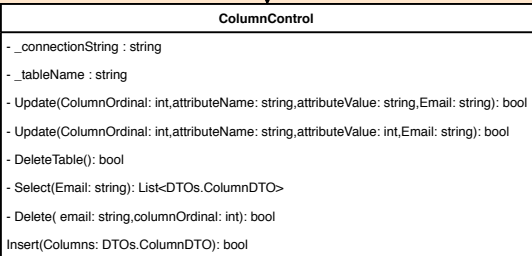 ColumnControl
- _connectionString : string
- _tableName : string
- Update(ColumnOrdinal: int,attributeName: string,attributeValue: string,Email: string): bool
- Update(ColumnOrdinal: int,attributeName: string,attributeValue: int,Email: string): bool
- DeleteTable(): bool
- Select(Email: string): List<DTOs.ColumnDTO>
- Delete( email: string,columnOrdinal: int): bool
Insert(Columns: DTOs.ColumnDTO): bool